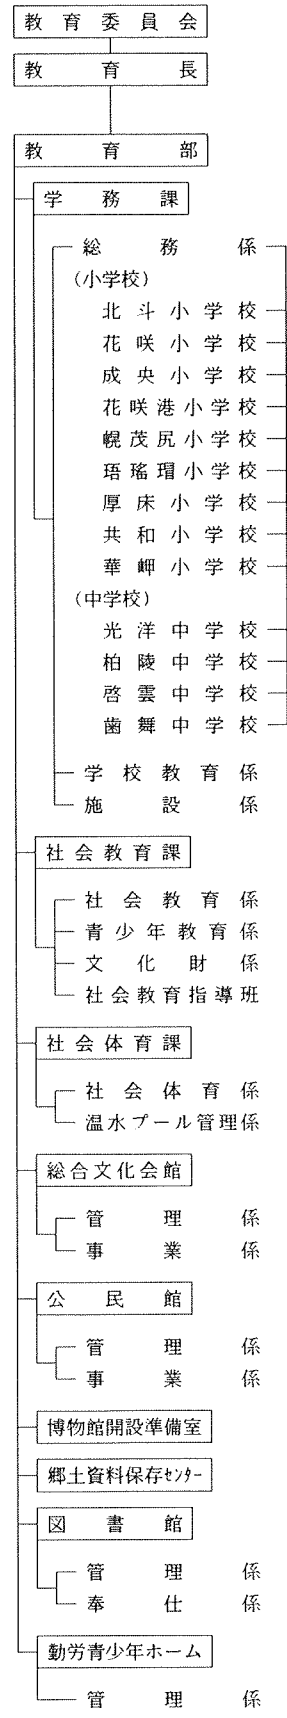 教育委員会
教育長
教育部
学務課
総務係
(小学校)
北斗小学校
花咲小学校
成央小学校
花咲港小学校
幌茂尻小学校
珸瑤瑁小学校
厚床小学校
共和小学校
華岬小学校
(中学校)
光洋中学校
柏陵中学校
啓雲中学校
歯舞中学校
学校教育係
施設係
社会教育課
社会教育係
青少年教育係
文化財係
社会教育指導班
社会体育課
社会体育係
温水プール管理係
総合文化会館
管理係
事業係
公民館
管理係
事業係
博物館開設準備室
郷土資料保存ｾﾝﾀｰ
図書館
管理係
奉仕係
勤労青少年ホーム
管理係